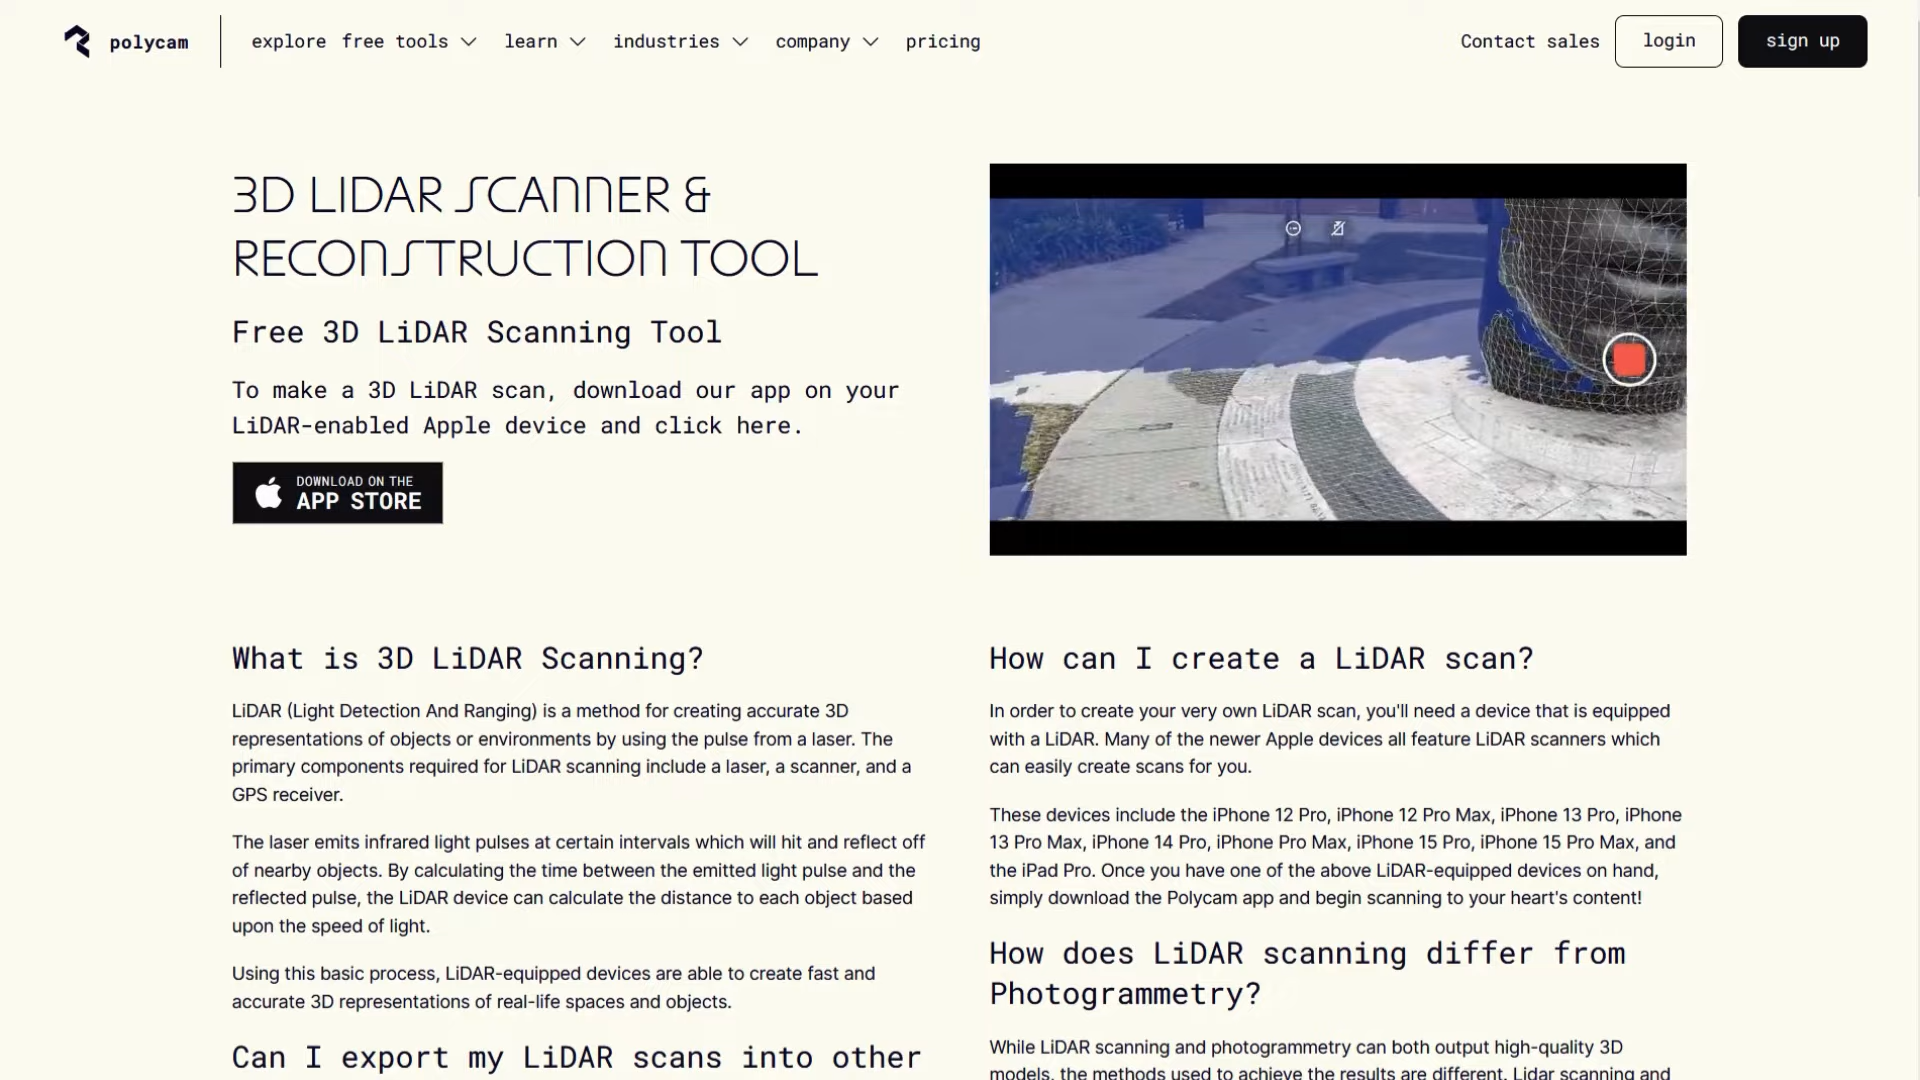 polycam
explore free tools learn industries company pricing
Contact sales login sign up
3D LIDAR SCANNER &
RECONSTRUCTION TOOL
Free 3D LiDAR Scanning Tool
To make a 3D LiDAR scan, download our app on your
LiDAR-enabled Apple device and click here.
DOWNLOAD ON THE
APP STORE
What is 3D LiDAR Scanning?
LiDAR (Light Detection And Ranging) is a method for creating accurate 3D
representations of objects or environments by using the pulse from a laser. The
primary components required for LiDAR scanning include a laser, a scanner, and a
GPS receiver.
The laser emits infrared light pulses at certain intervals which will hit and reflect off
of nearby objects. By calculating the time between the emitted light pulse and the
reflected pulse, the LiDAR device can calculate the distance to each object based
upon the speed of light.
Using this basic process, LiDAR-equipped devices are able to create fast and
accurate 3D representations of real-life spaces and objects.
Can I export my LiDAR scans into other
How can I create a LiDAR scan?
In order to create your very own LiDAR scan, you'll need a device that is equipped
with a LiDAR. Many of the newer Apple devices all feature LiDAR scanners which
can easily create scans for you.
These devices include the iPhone 12 Pro, iPhone 12 Pro Max, iPhone 13 Pro, iPhone
13 Pro Max, iPhone 14 Pro, iPhone Pro Max, iPhone 15 Pro, iPhone 15 Pro Max, and
the iPad Pro. Once you have one of the above LiDAR-equipped devices on hand,
simply download the Polycam app and begin scanning to your heart's content!
How does LiDAR scanning differ from
Photogrammetry?
While LiDAR scanning and photogrammetry can both output high-quality 3D
models, the methods used to achieve the results are different. Lidar scanning and